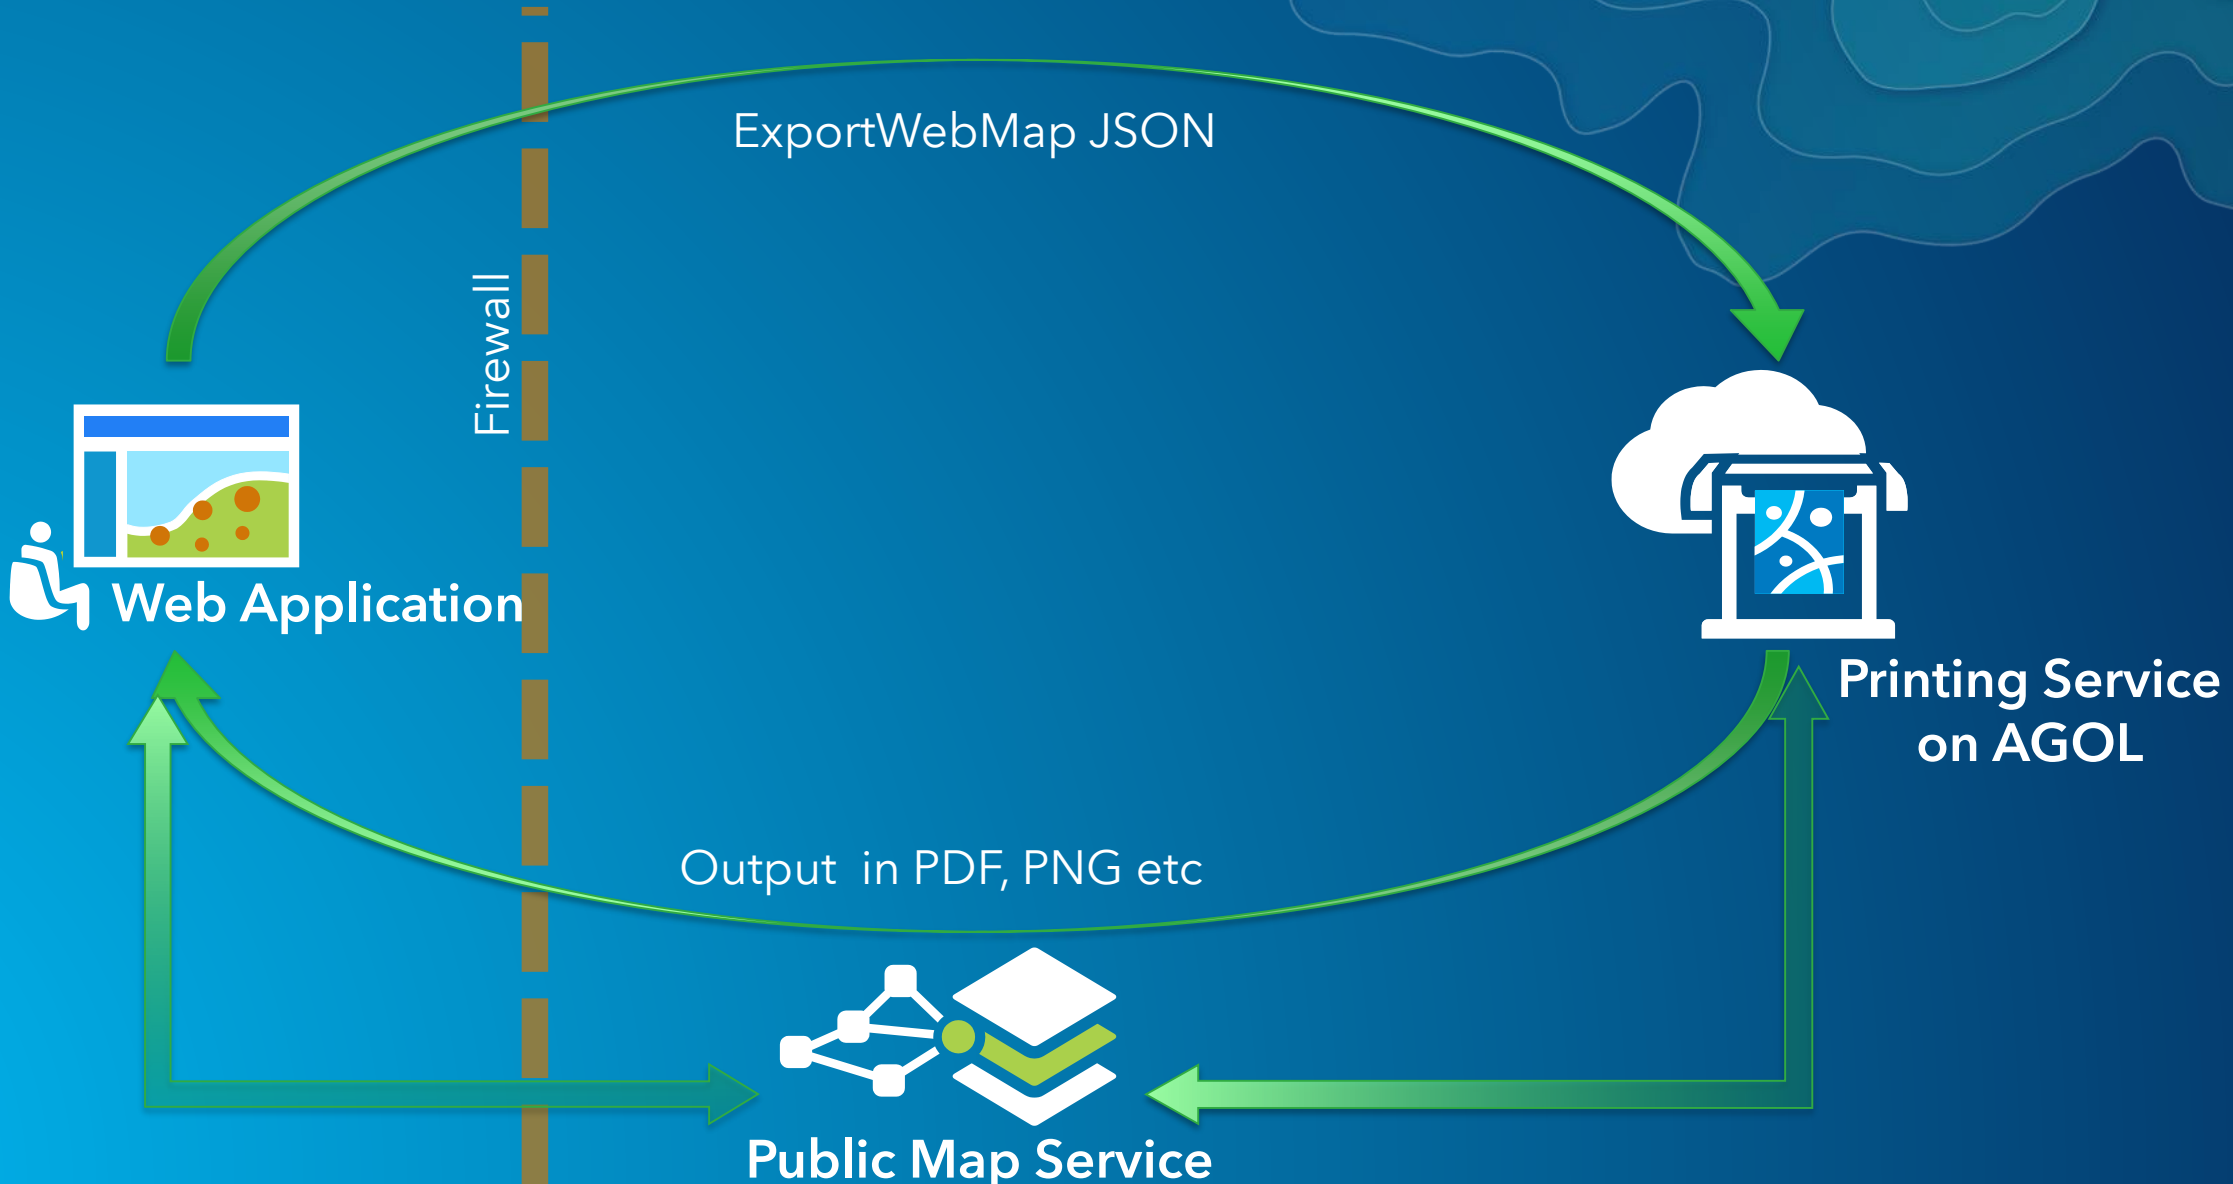 ExportWebMap JSON
Firewall
Web Application
Printing Service
on AGOL
Output  in PDF, PNG etc
Public Map Service